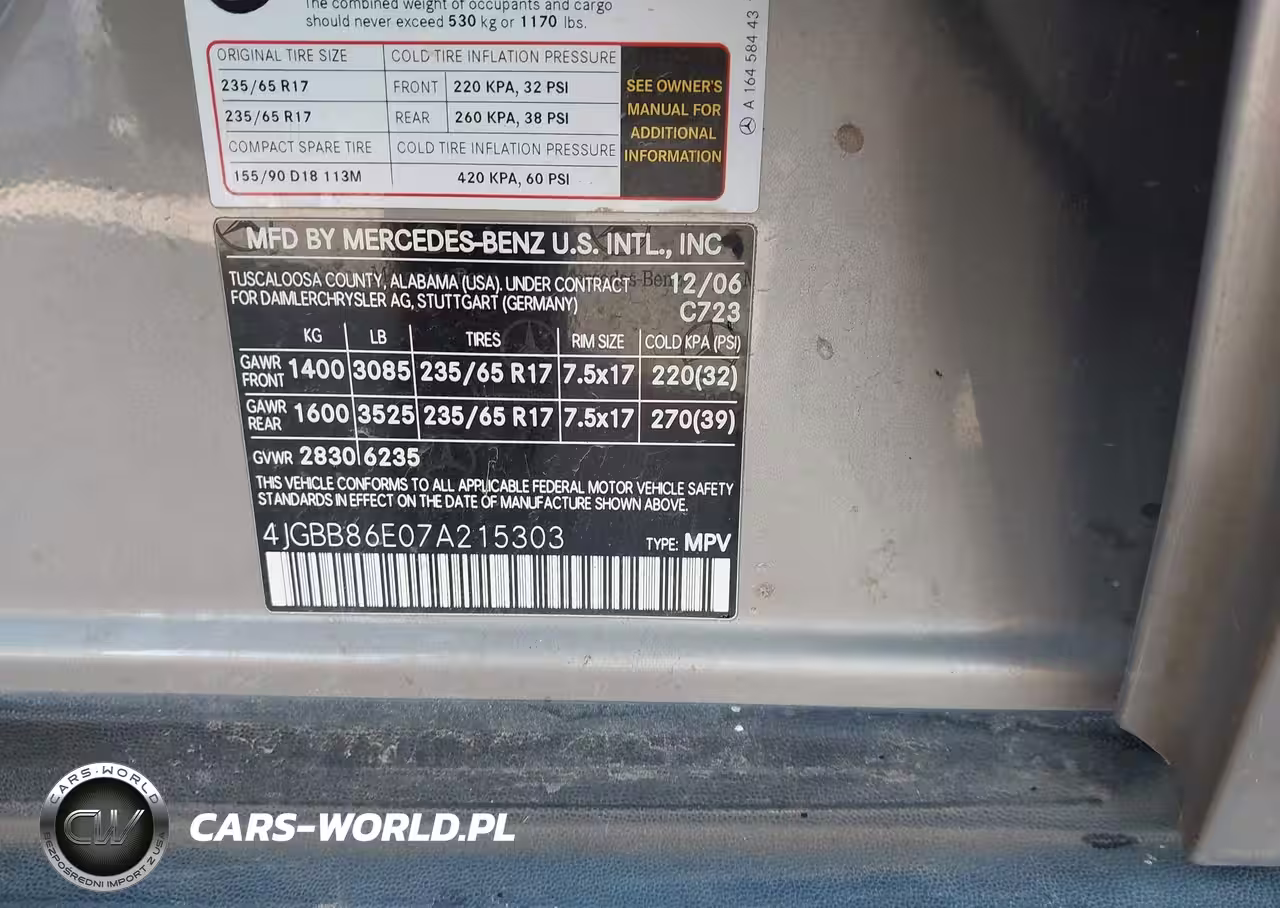 The combined weight of occupants and cargo
should never exceed 530 kg or 1170 lbs.
ORIGINAL TIRE SIZE COLD TIRE INFLATION PRESSURE
235/65 R17 FRONT 220 KPA, 32 PSI
235/65 R17 REAR 260 KPA, 38 PSI
COMPACT SPARE TIRE COLD TIRE INFLATION PRESSURE
155/90 D18 113M 420 KPA, 60 PSI
SEE OWNER'S
MANUAL FOR
ADDITIONAL
INFORMATION
A 164 584 43
MFD BY MERCEDES-BENZ U.S. INTL., INC
TUSCALOOSA COUNTY, ALABAMA (USA). UNDER CONTRACT 12/06
FOR DAIMLERCHRYSLER AG, STUTTGART (GERMANY) C723
KG LB TIRES RIM SIZE COLD KPA (PSI)
GAWR FRONT 1400 3085 235/65 R17 7.5x17 220(32)
GAWR REAR 1600 3525 235/65 R17 7.5x17 270(39)
GVWR 2830 6235
THIS VEHICLE CONFORMS TO ALL APPLICABLE FEDERAL MOTOR VEHICLE SAFETY
STANDARDS IN EFFECT ON THE DATE OF MANUFACTURE SHOWN ABOVE.
4JGBB86E07A215303 TYPE: MPV
CARS-WORLD
CW
BEZPOŚREDNI IMPORT Z USA
CARS-WORLD.PL